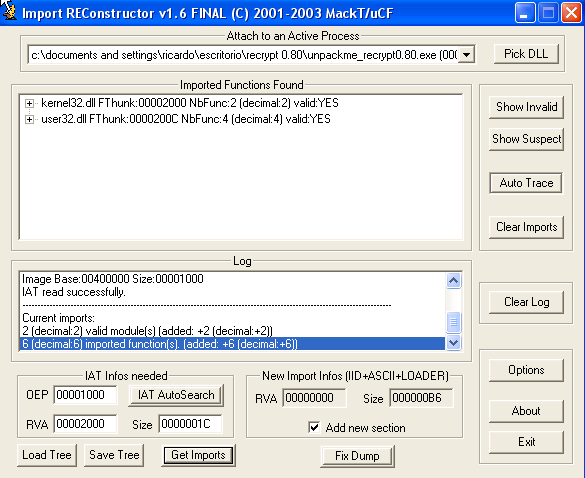 Import REConstructor v1.6 FINAL (C) 2001-2003 MackT/uCF
Attach to an Active Process
c:\documents and settings\ricardo\escritorio\recrypt 0.80\unpackme_recrypt0.80.exe (00(
Pick DLL
Imported Functions Found
kernel32.dll FThunk:00002000 NbFunc:2 (decimal:2) valid:YES
user32.dll FThunk:0000200C NbFunc:4 (decimal:4) valid:YES
Show Invalid
Show Suspect
Auto Trace
Clear Imports
Log
Image Base:00400000 Size:00001000
IAT read successfully.
------------------------------------------------------------
Current imports:
2 (decimal:2) valid module(s) (added: +2 (decimal:+2))
6 (decimal:6) imported function(s). (added: +6 (decimal:+6))
Clear Log
IAT Infos needed
OEP 00001000 IAT AutoSearch
RVA 00002000 Size 0000001C
New Import Infos (IID+ASCII+LOADER)
RVA 00000000 Size 000000B6
Add new section
Options
About
Exit
Load Tree Save Tree Get Imports Fix Dump